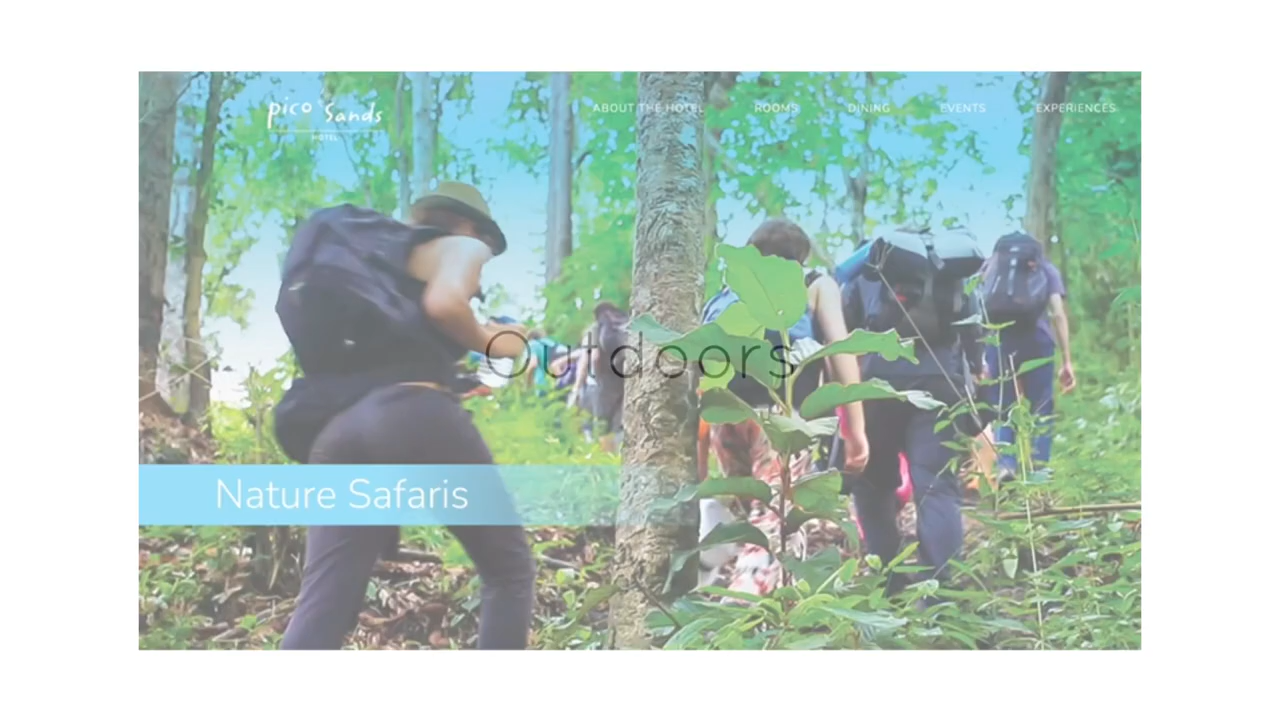 pico Sands
HOTEL
ABOUT THE HOTEL ROOMS DINING EVENTS EXPERIENCES
Outdoors
Nature Safaris